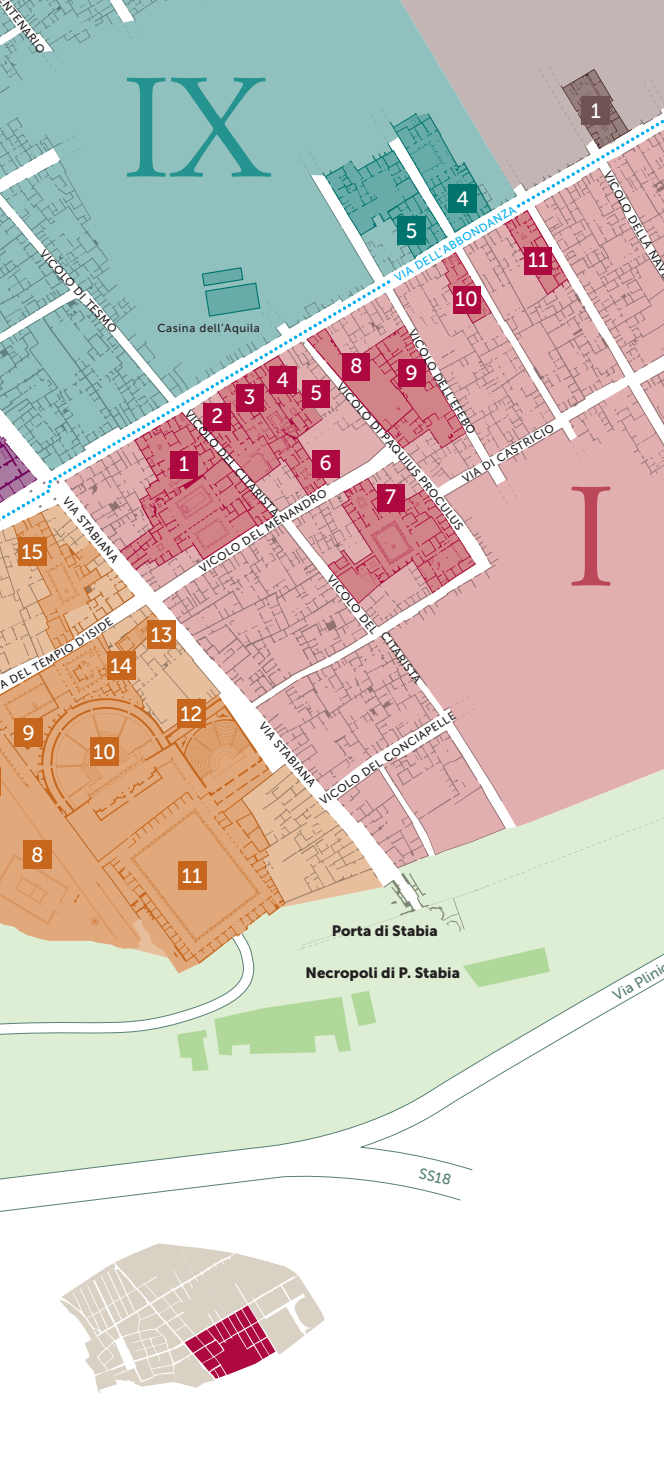 ENTENARIO
IX
1
VICOLO DELLA NAV
4
5
VIA DELL'ABBONDANZA
11
10
VICOLO DI TESMO
Casina dell'Aquila
8
9
VICOLO DELL'EFEBO
4
3
5
2
VICOLO DEL CITARISTA
VICOLO DI PAQUIUS PROCULUS
VIA DI CASTRICIO
1
6
7
VICOLO DEL MENANDRO
I
VIA STABIANA
15
VICOLO DEL CITARISTA
A DEL TEMPIO D'ISIDE
13
14
12
9
10
VIA STABIANA
VICOLO DEL CONCIAPELLE
8
11
Porta di Stabia
Necropoli di P. Stabia
Via Plinio
SS18